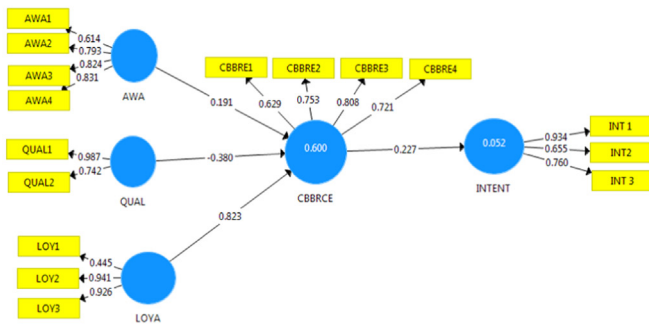 AWA1
AWA2
AWA3
AWA4
0.614
0.793
0.824
0.831
AWA
0.191
CBBRE1
CBBRE2
CBBRE3
CBBRE4
0.629
0.753
0.808
0.721
QUAL1
QUAL2
0.987
0.742
QUAL
-0.380
0.600
CBBRCE
0.227
0.052
INTENT
0.934
0.655
0.760
INT 1
INT2
INT 3
0.823
LOY1
LOY2
LOY3
0.445
0.941
0.926
LOYA